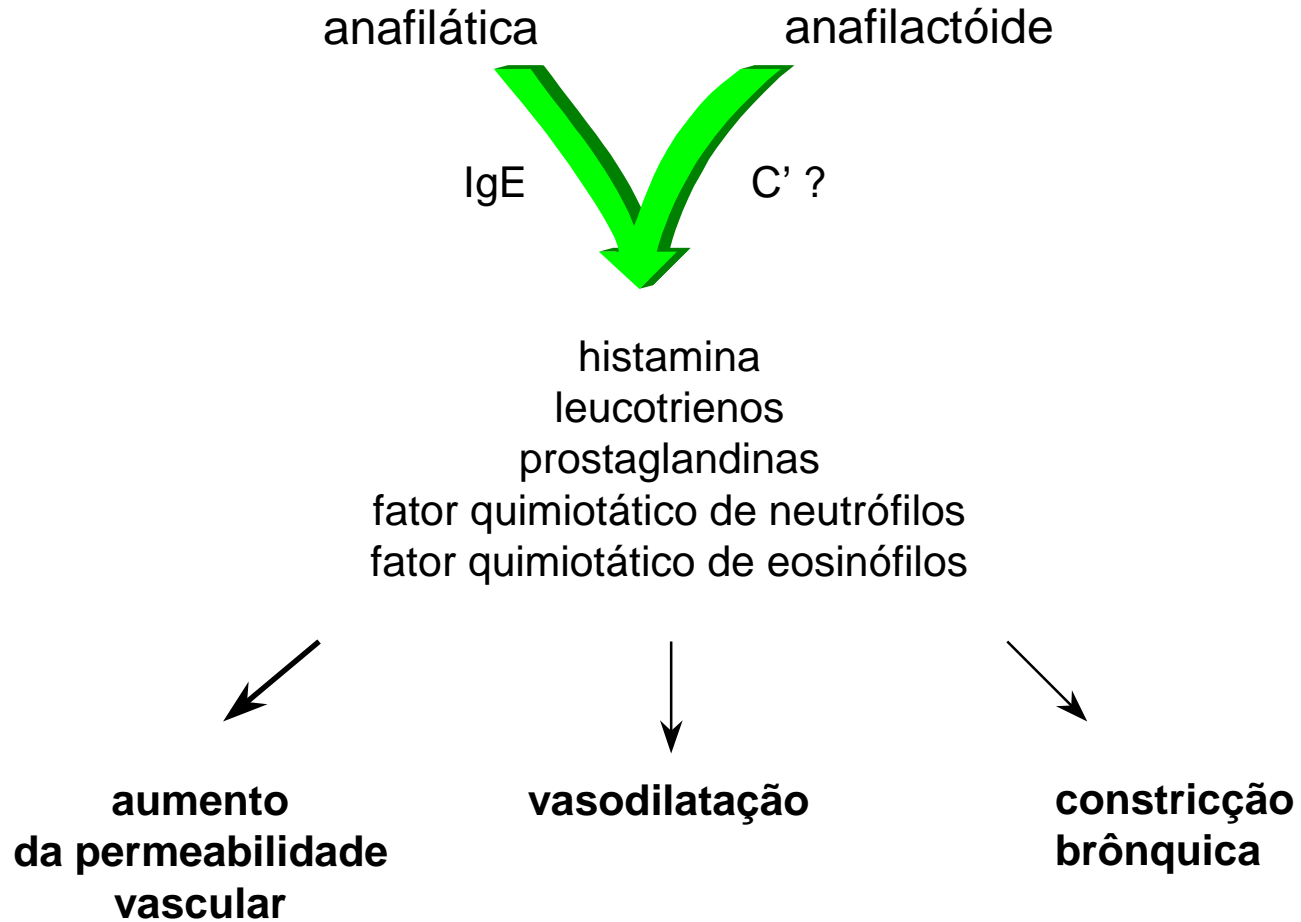 anafilática
anafilactóide
IgE
C’ ?
histamina
leucotrienos
prostaglandinas
fator quimiotático de neutrófilos
fator quimiotático de eosinófilos
aumento
da permeabilidade
vascular
vasodilatação
constricção
brônquica